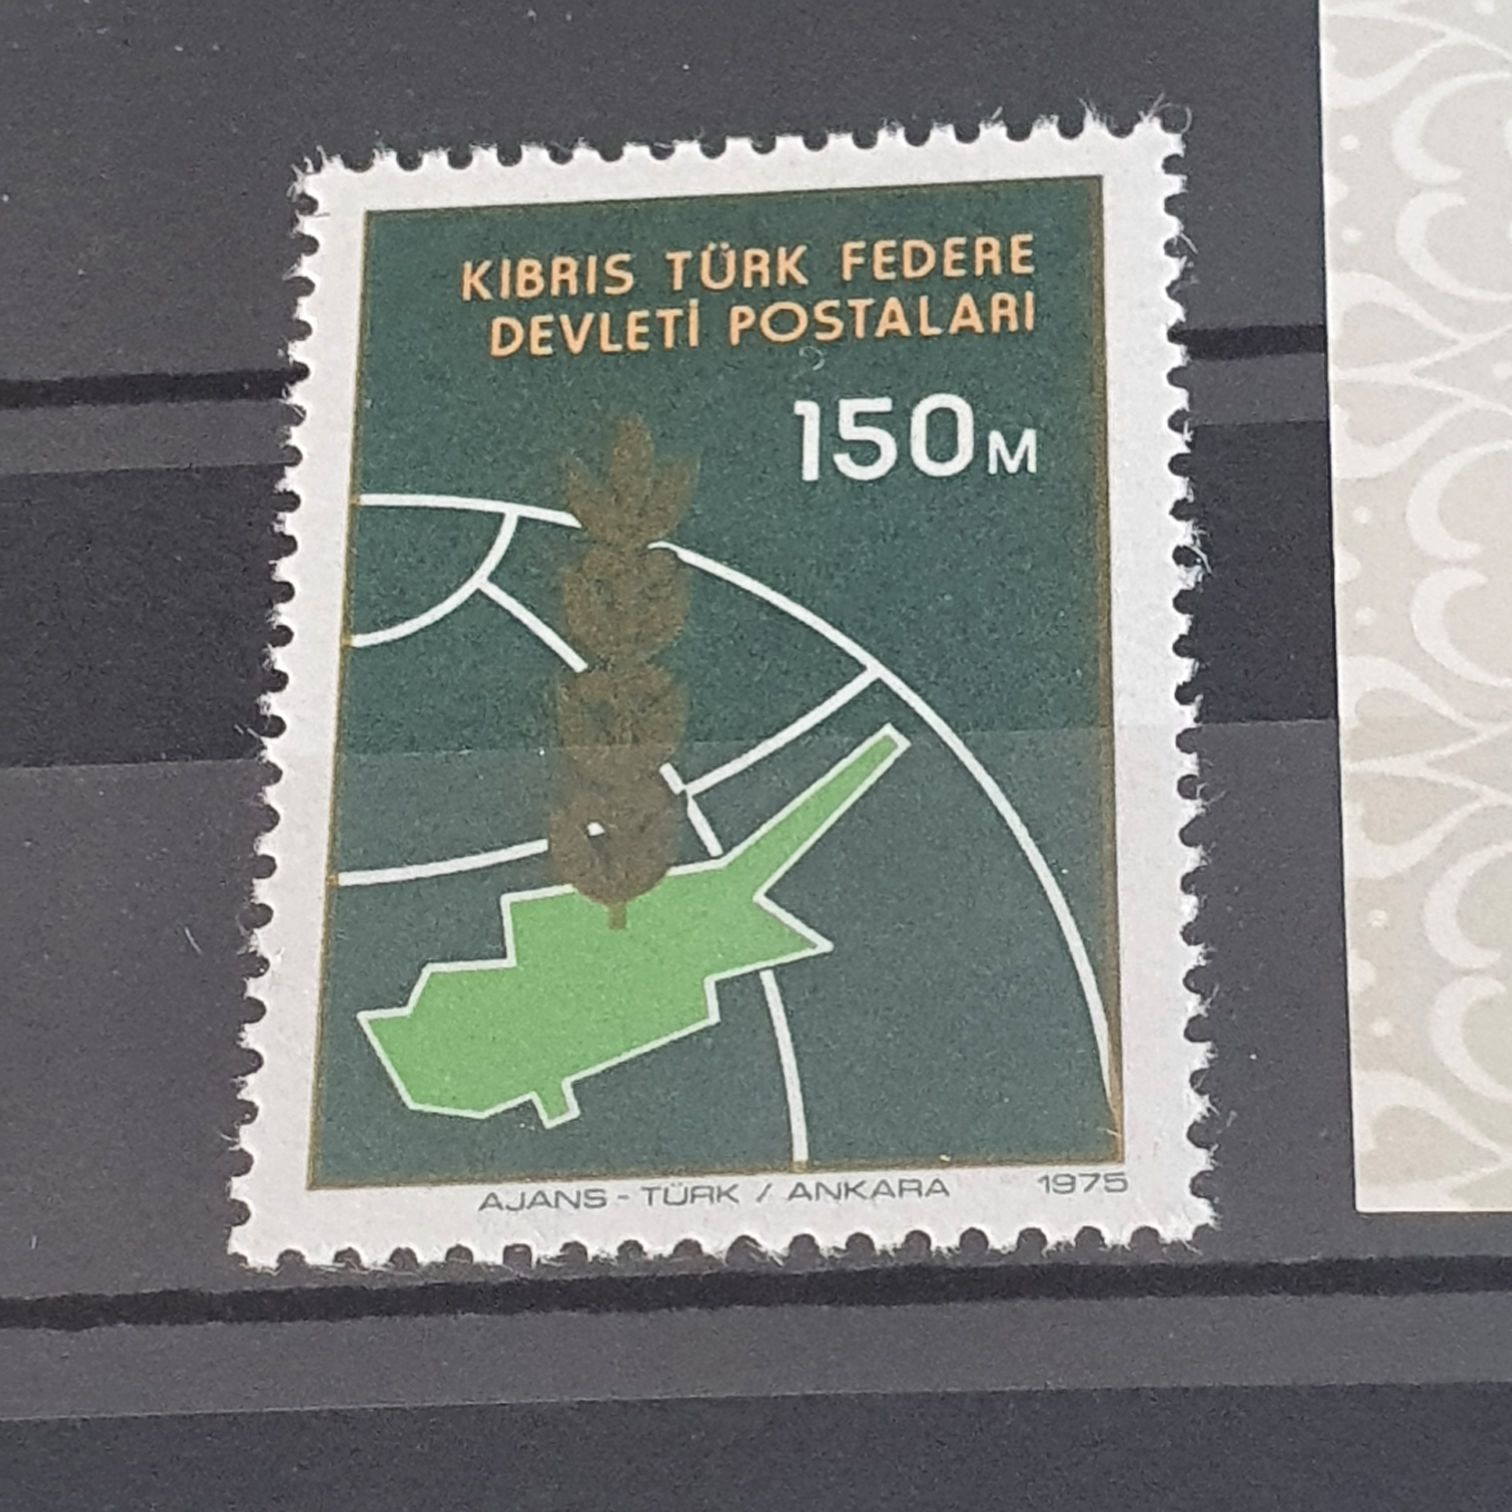 KIBRIS TÜRK FEDERE
DEVLETİ POSTALARI
150M
AJANS-TÜRK / ANKARA 1975